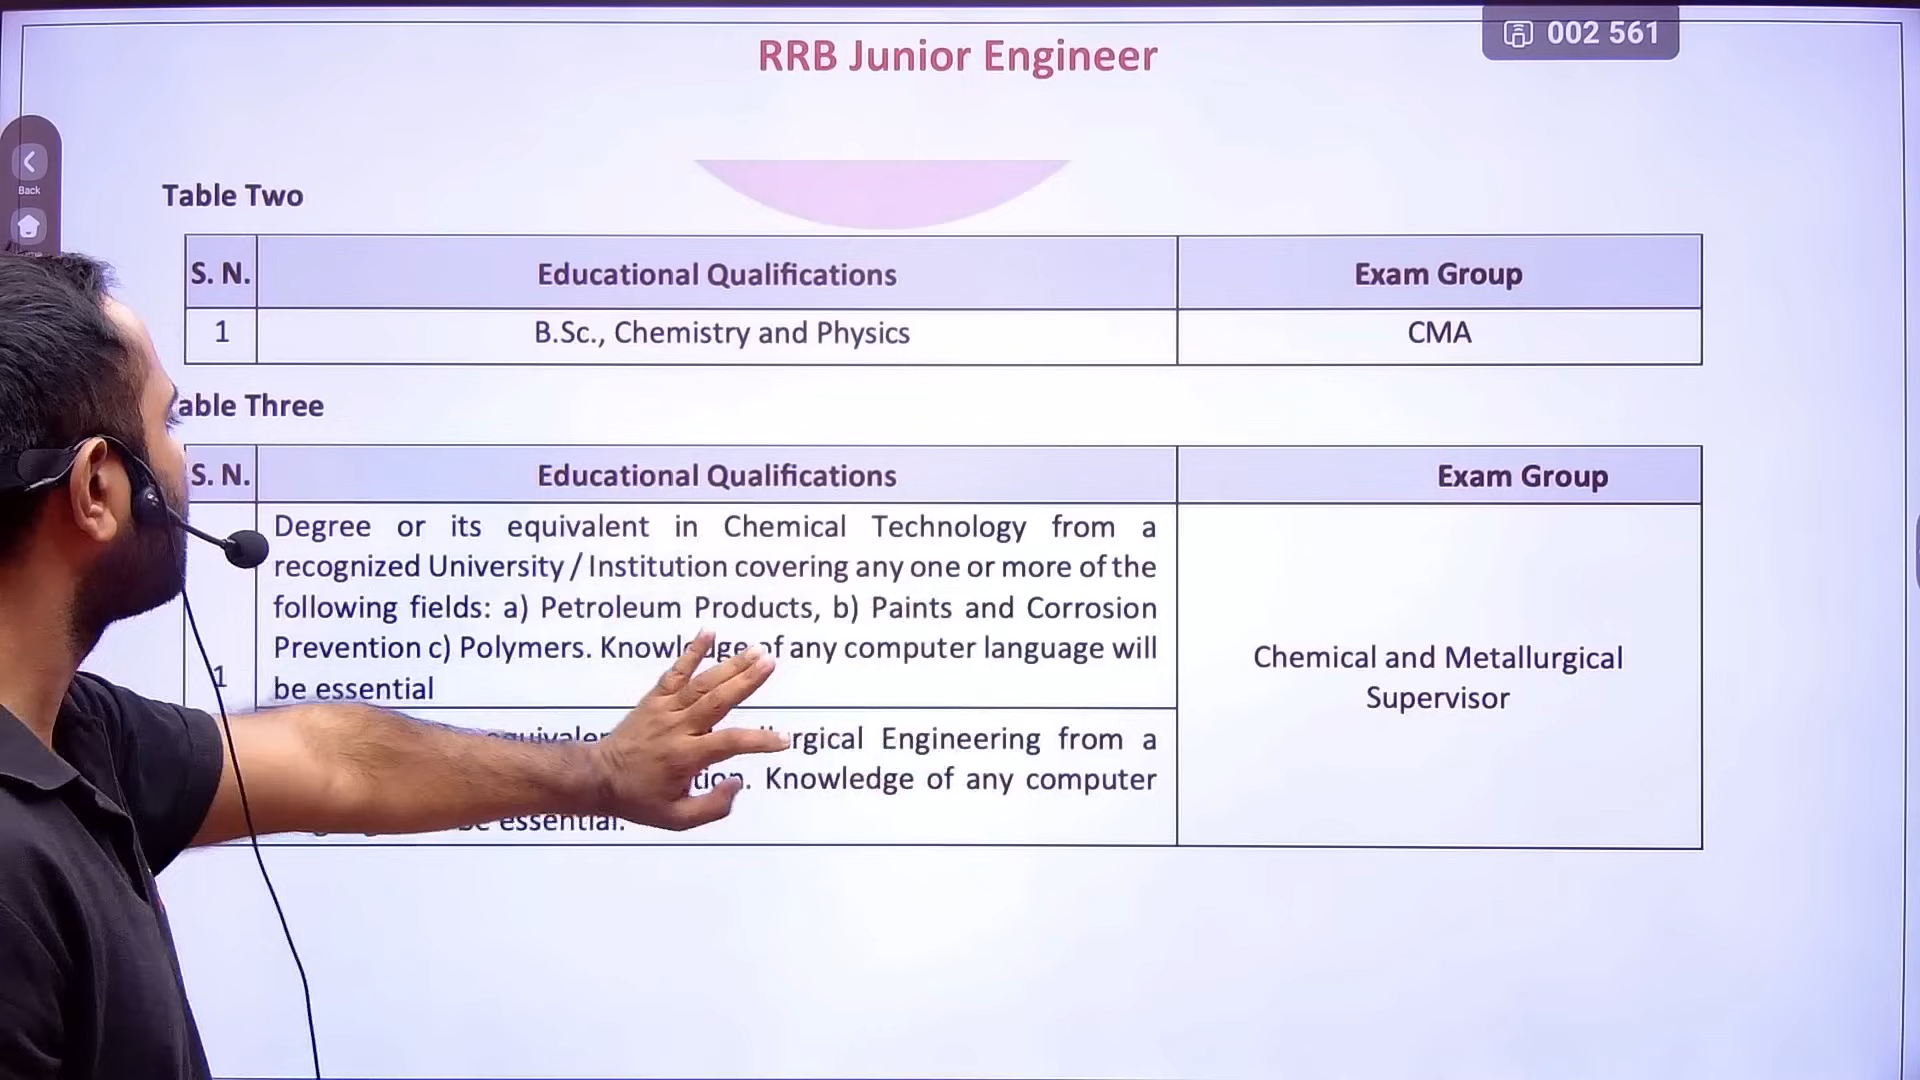 RRB Junior Engineer
002 561
Back
Table Two
S. N. Educational Qualifications Exam Group
1 B.Sc., Chemistry and Physics CMA
able Three
S. N. Educational Qualifications Exam Group
Degree or its equivalent in Chemical Technology from a
recognized University / Institution covering any one or more of the
following fields: a) Petroleum Products, b) Paints and Corrosion
Prevention c) Polymers. Knowledge of any computer language will
be essential
1
Chemical and Metallurgical
Supervisor
rgical Engineering from a
tion. Knowledge of any computer
be essential.